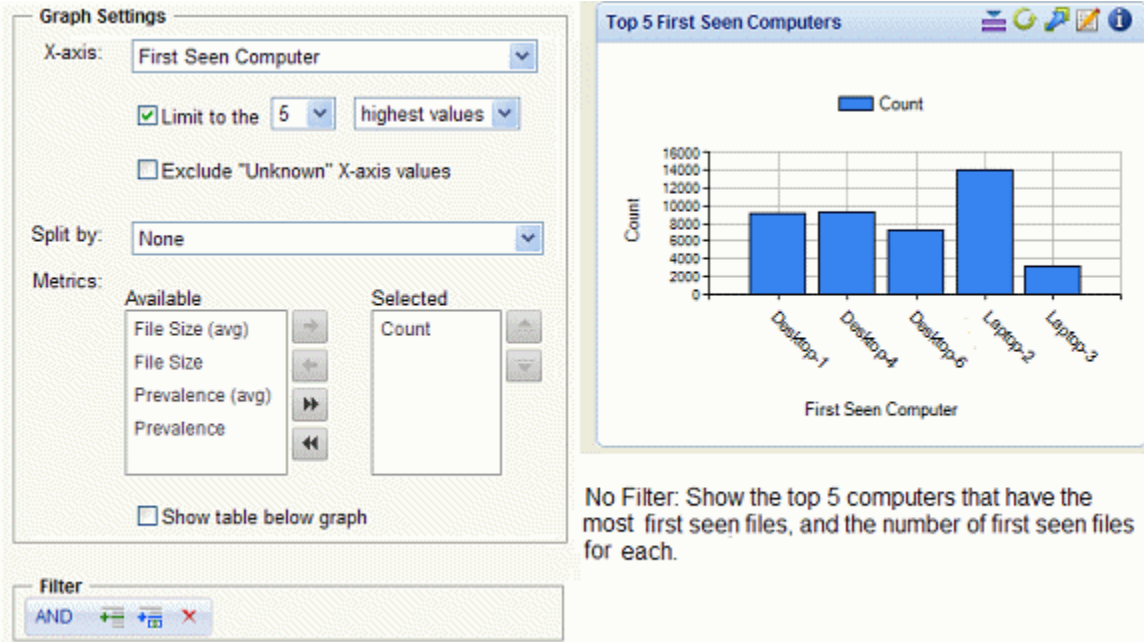 Graph Settings
X-axis: First Seen Computer
Limit to the 5 highest values
Exclude "Unknown" X-axis values
Split by: None
Metrics:
Available
File Size (avg)
File Size
Prevalence (avg)
Prevalence
Selected
Count
Show table below graph
Filter
AND
Top 5 First Seen Computers
Count
16000
14000
12000
10000
8000
6000
4000
2000
0
Count
Desktop-1
Desktop-4
Desktop-6
Laptop-2
Laptop-3
First Seen Computer
No Filter: Show the top 5 computers that have the
most first seen files, and the number of first seen files
for each.